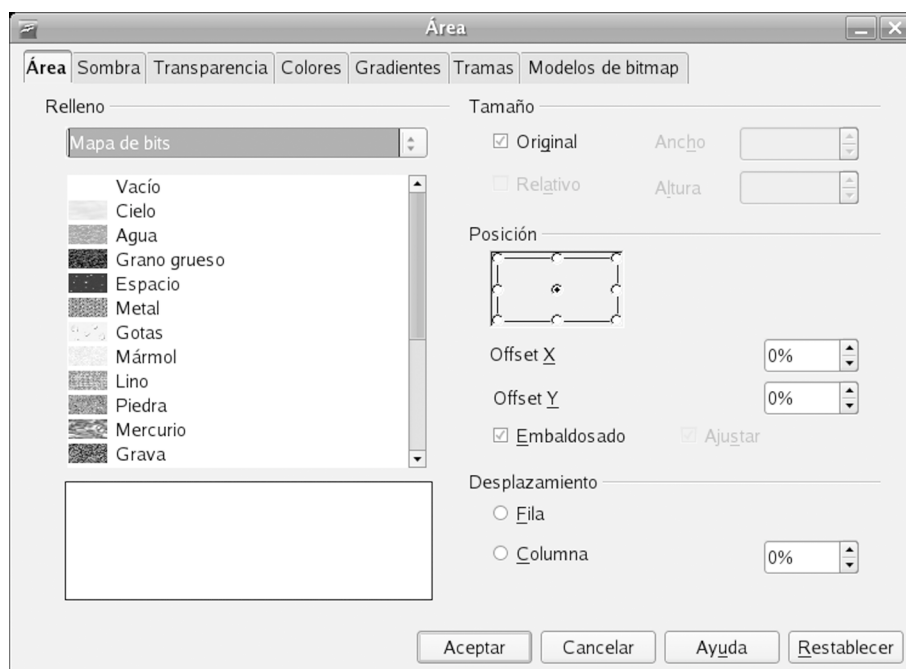 Área
Área Sombra Transparencia Colores Gradientes Tramas Modelos de bitmap
Relleno
Mapa de bits
Vacío
Cielo
Agua
Grano grueso
Espacio
Metal
Gotas
Mármol
Lino
Piedra
Mercurio
Grava
Tamaño
Original Ancho
Relativo Altura
Posición
Offset X 0%
Offset Y 0%
Embaldosado Ajustar
Desplazamiento
Fila
Columna 0%
Aceptar Cancelar Ayuda Restablecer